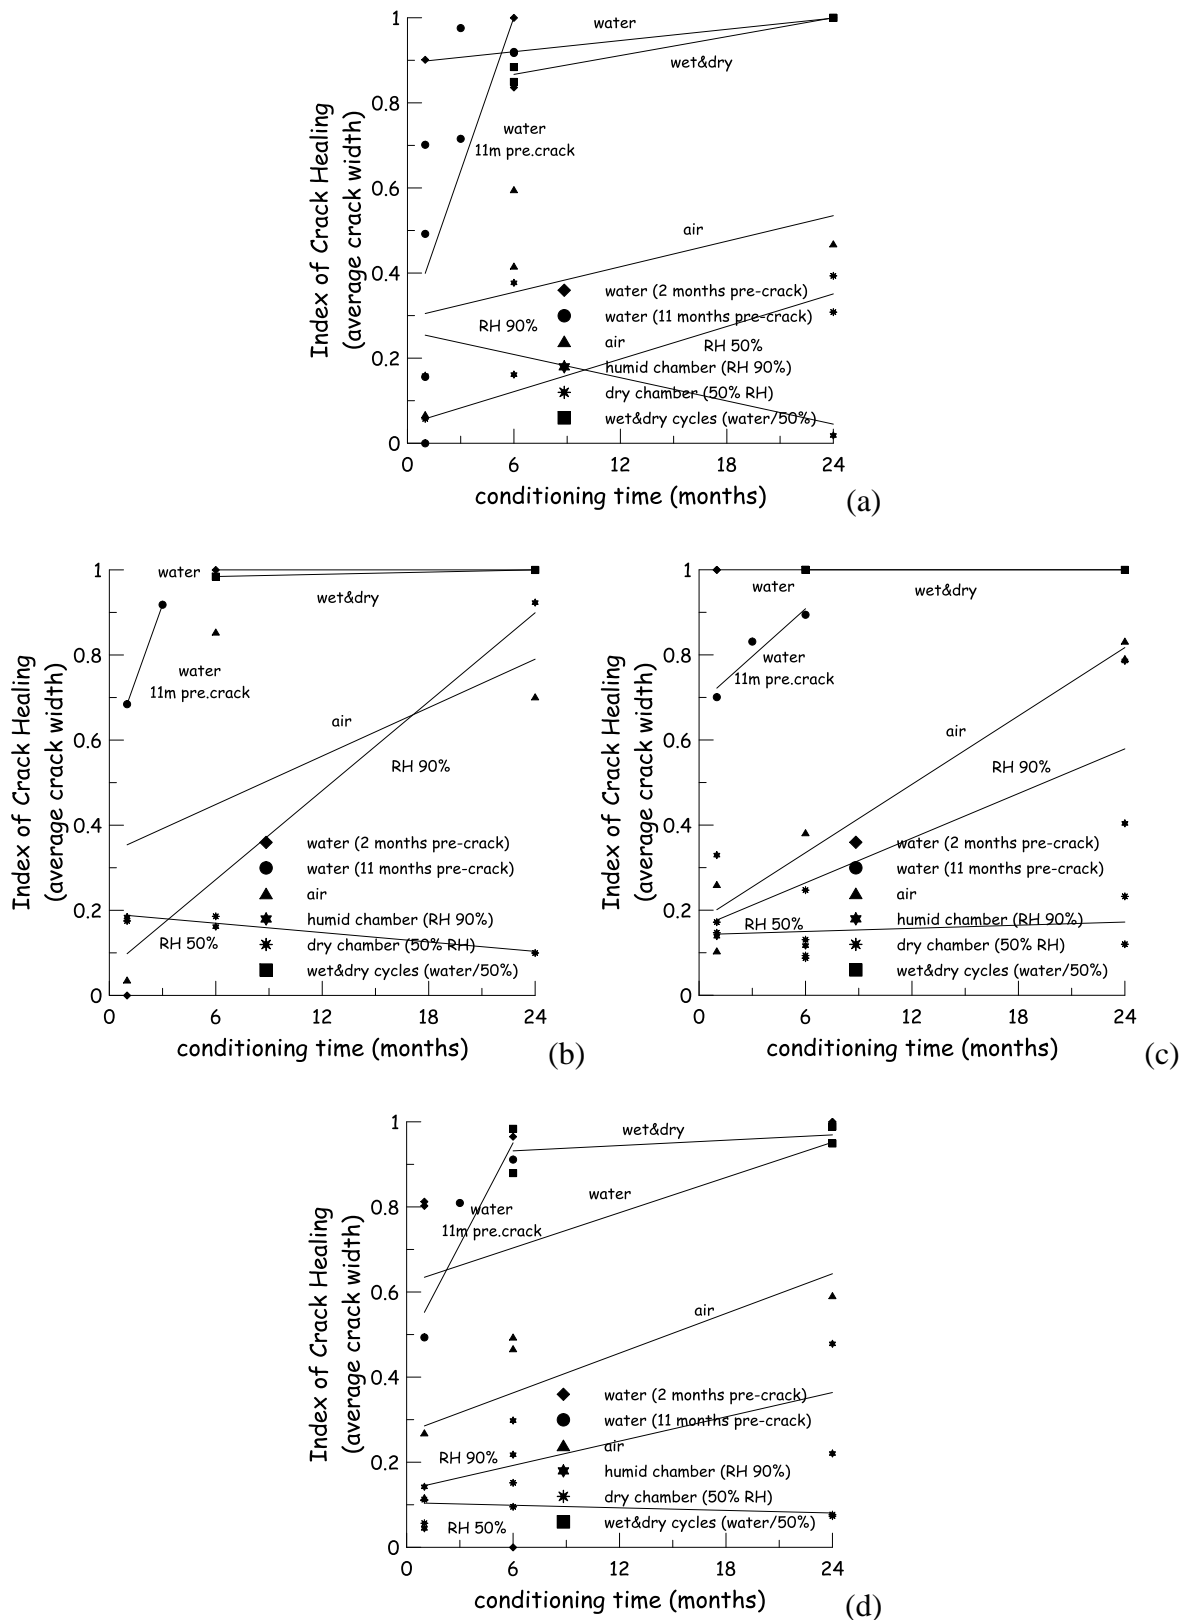 1
0.8
0.6
0.4
0.2
0
Index of Crack Healing
(average crack width)
water
wet&dry
water
11m pre.crack
air
RH 90%
RH 50%
water (2 months pre-crack)
water (11 months pre-crack)
air
humid chamber (RH 90%)
dry chamber (50% RH)
wet&dry cycles (water/50%)
0 6 12 18 24
conditioning time (months)
(a)
1
0.8
0.6
0.4
0.2
0
Index of Crack Healing
(average crack width)
water
wet&dry
water
11m pre.crack
air
RH 90%
water (2 months pre-crack)
water (11 months pre-crack)
air
humid chamber (RH 90%)
RH 50%
dry chamber (50% RH)
wet&dry cycles (water/50%)
0 6 12 18 24
conditioning time (months)
(b)
1
0.8
0.6
0.4
0.2
0
Index of Crack Healing
(average crack width)
water
wet&dry
water
11m pre.crack
air
RH 90%
water (2 months pre-crack)
water (11 months pre-crack)
air
humid chamber (RH 90%)
RH 50%
dry chamber (50% RH)
wet&dry cycles (water/50%)
0 6 12 18 24
conditioning time (months)
(c)
1
0.8
0.6
0.4
0.2
0
Index of Crack Healing
(average crack width)
wet&dry
water
water
11m pre.crack
air
water (2 months pre-crack)
water (11 months pre-crack)
air
RH 90%
humid chamber (RH 90%)
dry chamber (50% RH)
wet&dry cycles (water/50%)
RH 50%
0 6 12 18 24
conditioning time (months)
(d)